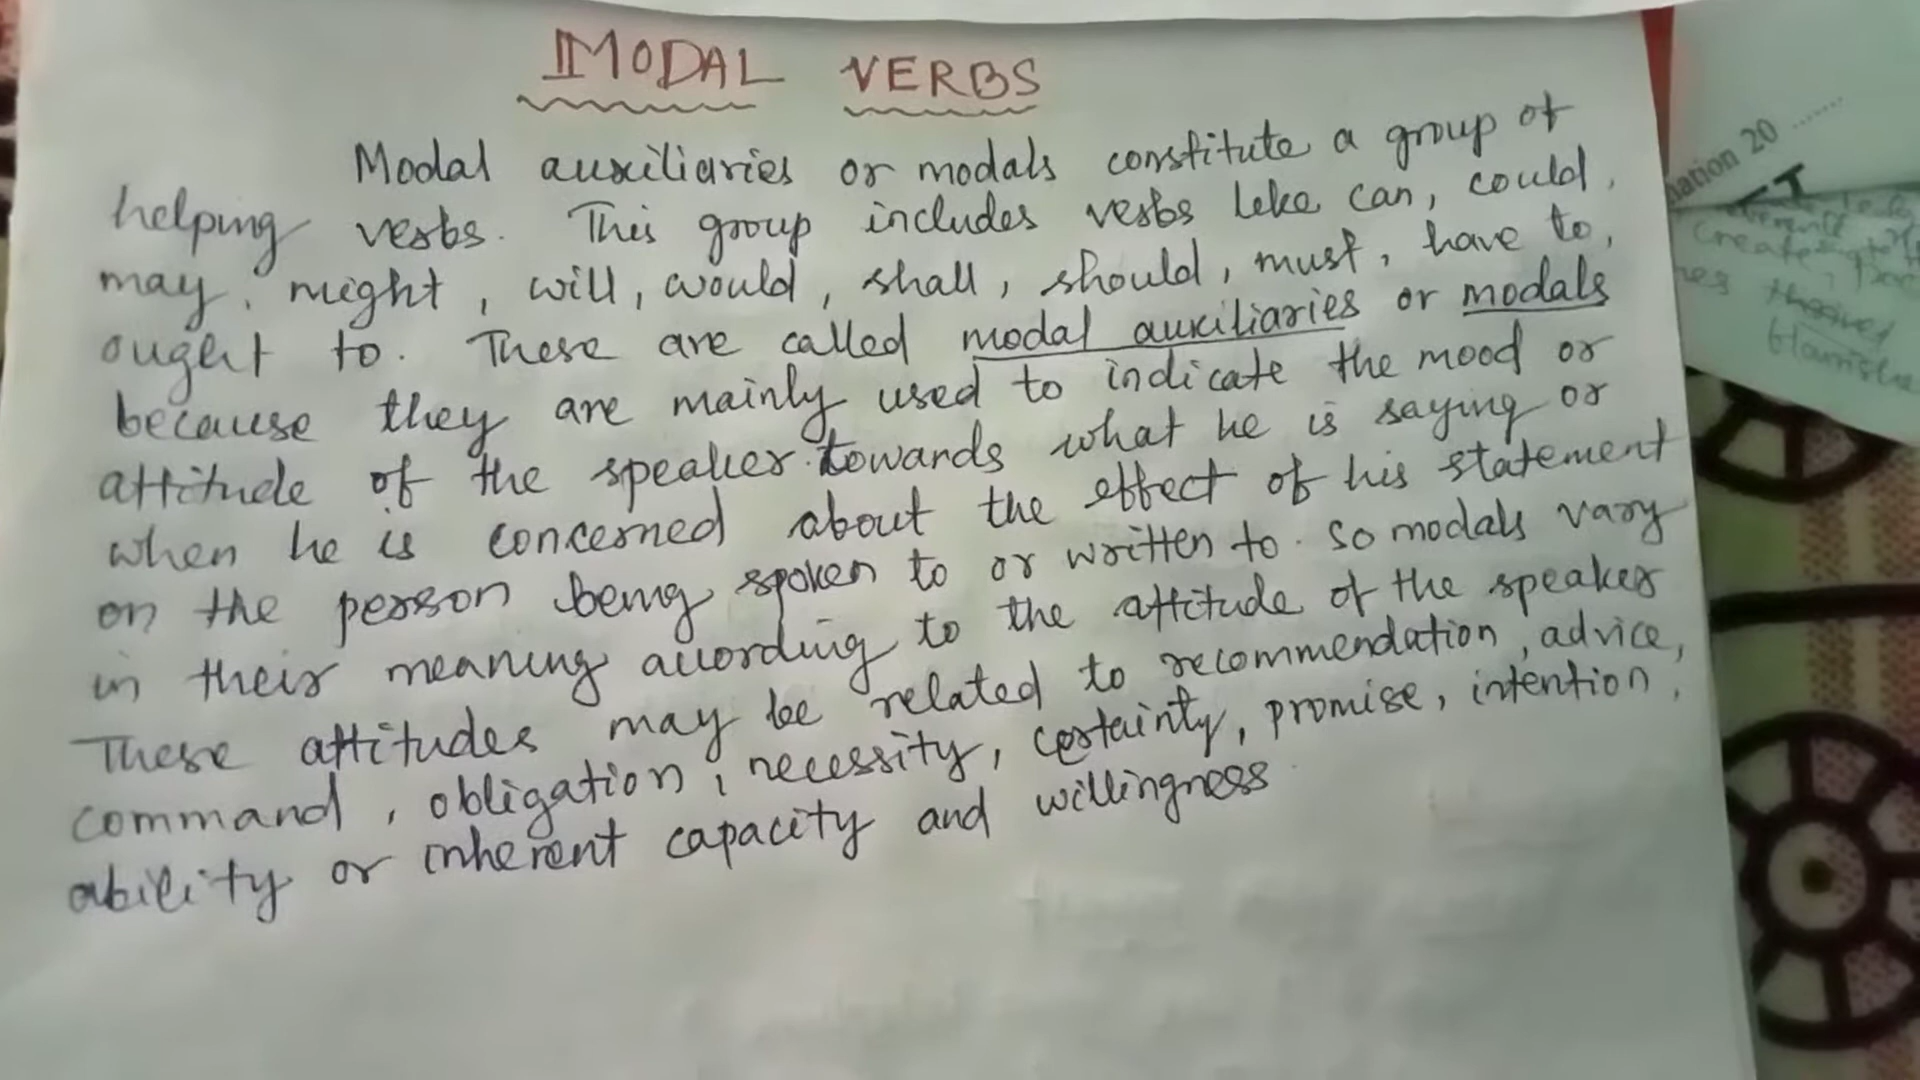 MODAL VERBS
Modal auxiliaries or modals constitute a group of
helping verbs. This group includes verbs like can, could,
may, might, will, would, shall, should, must, have to,
ought to. These are called modal auxiliaries or modals
because they are mainly used to indicate the mood or
attitude of the speaker towards what he is saying or
when he is concerned about the effect of his statement
on the person being spoken to or written to. So modals vary
in their meaning according to the attitude of the speaker
These attitudes may be related to recommendation, advice,
command, obligation, necessity, certainty, promise, intention,
ability or inherent capacity and willingness
nation 20 ......